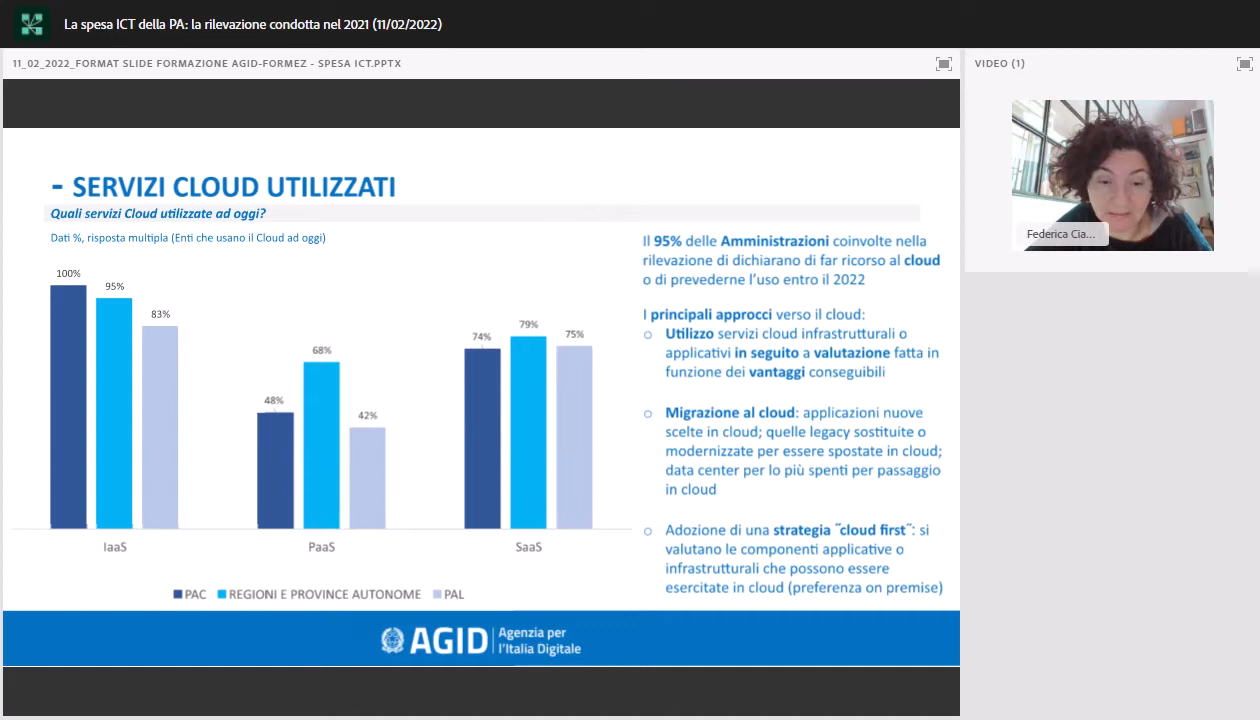 La spesa ICT della PA: la rilevazione condotta nel 2021 (11/02/2022)
11_02_2022_FORMAT SLIDE FORMAZIONE AGID-FORMEZ - SPESA ICT.PPTX
VIDEO (1)
- SERVIZI CLOUD UTILIZZATI
Quali servizi Cloud utilizzate ad oggi?
Dati %, risposta multipla (Enti che usano il Cloud ad oggi)
100%
95%
83%
48%
68%
42%
74%
79%
75%
IaaS
PaaS
SaaS
PAC
REGIONI E PROVINCE AUTONOME
PAL
Il 95% delle Amministrazioni coinvolte nella
rilevazione di dichiarano di far ricorso al cloud
o di prevederne l’uso entro il 2022
I principali approcci verso il cloud:
Utilizzo servizi cloud infrastrutturali o
applicativi in seguito a valutazione fatta in
funzione dei vantaggi conseguibili
Migrazione al cloud: applicazioni nuove
scelte in cloud; quelle legacy sostituite o
modernizzate per essere spostate in cloud;
data center per lo più spenti per passaggio
in cloud
Adozione di una strategia ˝cloud first˝: si
valutano le componenti applicative o
infrastrutturali che possono essere
esercitate in cloud (preferenza on premise)
AGID
Agenzia per
l’Italia Digitale
Federica Cia...